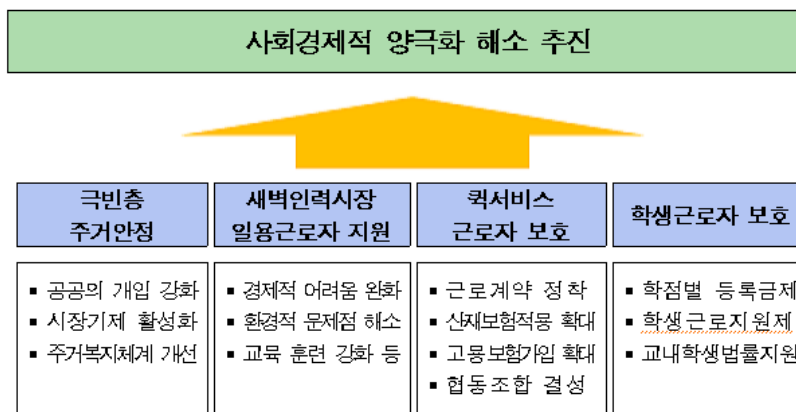 사회경제적 양극화 해소 추진
극빈층
주거안정
새벽인력시장
일용근로자 지원
퀵서비스
근로자 보호
학생근로자 보호
▪ 공공의 개입 강화
▪ 시장기제 활성화
▪ 주거복지체계 개선
▪ 경제적 어려움 완화
▪ 환경적 문제점 해소
▪ 교육 훈련 강화 등
▪ 근로계약 정착
▪ 산재보험적용 확대
▪ 고용보험가입 확대
▪ 협동조합 결성
▪ 학점별 등록금제
▪ 학생근로지원제
▪ 교내학생법률지원